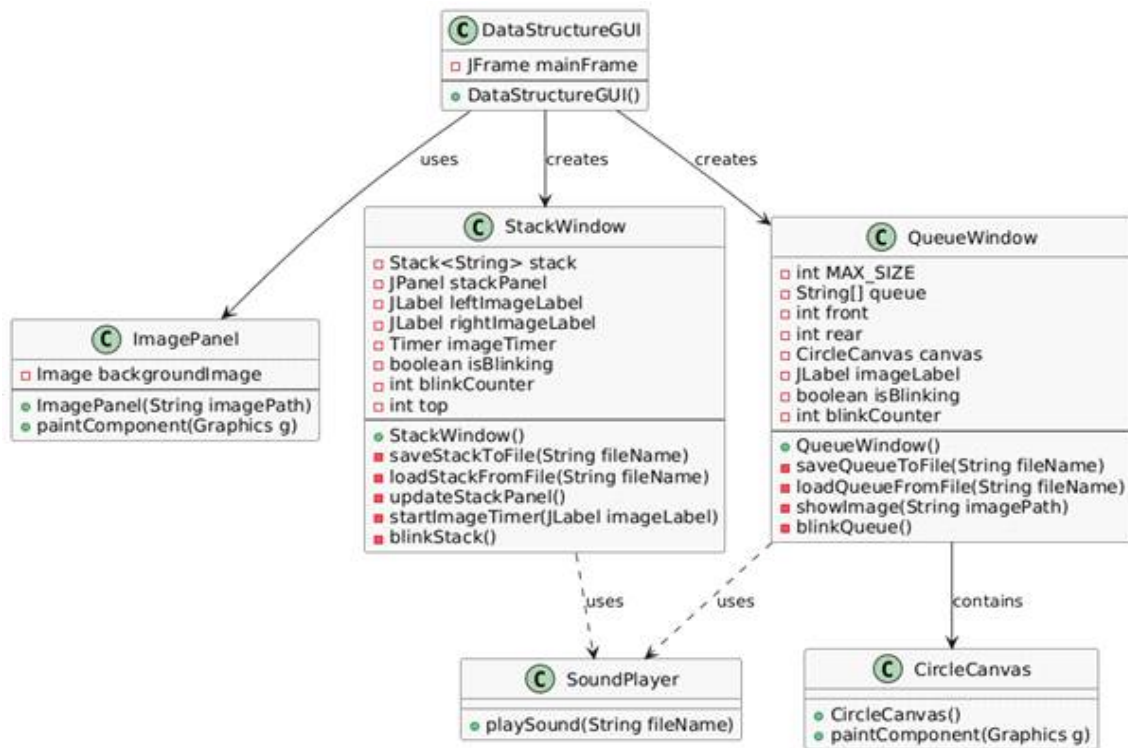 C DataStructureGUI
JFrame mainFrame
DataStructureGUI()
uses
creates
creates
C StackWindow
Stack<String> stack
JPanel stackPanel
JLabel leftImageLabel
JLabel rightImageLabel
Timer imageTimer
boolean isBlinking
int blinkCounter
int top
StackWindow()
saveStackToFile(String fileName)
loadStackFromFile(String fileName)
updateStackPanel()
startImageTimer(JLabel imageLabel)
blinkStack()
C QueueWindow
int MAX_SIZE
String[] queue
int front
int rear
CircleCanvas canvas
JLabel imageLabel
boolean isBlinking
int blinkCounter
QueueWindow()
saveQueueToFile(String fileName)
loadQueueFromFile(String fileName)
showImage(String imagePath)
blinkQueue()
C ImagePanel
Image backgroundImage
ImagePanel(String imagePath)
paintComponent(Graphics g)
uses
uses
contains
C SoundPlayer
playSound(String fileName)
C CircleCanvas
CircleCanvas()
paintComponent(Graphics g)